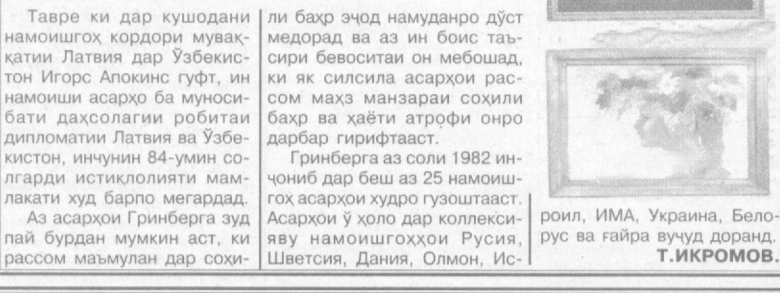 Тавре ки дар кушодани
намоишгоҳ кордори мувақ-
қатии Латвия дар Ўзбекис-
тон Игорс Апокинс гуфт, ин
намоиши асарҳо ба муноси-
бати даҳсолагии робитаи
дипломатии Латвия ва Ўзбе-
кистон, инчунин 84-умин со-
лгарди истиқлолияти мам-
лакати худ барпо мегардад.
Аз асарҳои Гринберга зуд
пай бурдан мумкин аст, ки
рассом маъмулан дар соҳи-
ли баҳр эҷод намуданро дӯст
медорад ва аз ин боис таъ-
сири бевоситаи он мебошад,
ки як силсила асарҳои рас-
сом маҳз манзараи соҳили
баҳр ва ҳаёти атрофи онро
дарбар гирифтааст.
Гринберга аз соли 1982 ин-
ҷониб дар беш аз 25 намоиш-
гоҳ асарҳои худро гузоштааст.
Асарҳои ӯ ҳоло дар коллекси-
яву намоишгоҳҳои Русия,
Шветсия, Дания, Олмон, Ис-
роил, ИМА, Украина, Бело-
рус ва ғайра вуҷуд доранд.
Т.ИКРОМОВ.